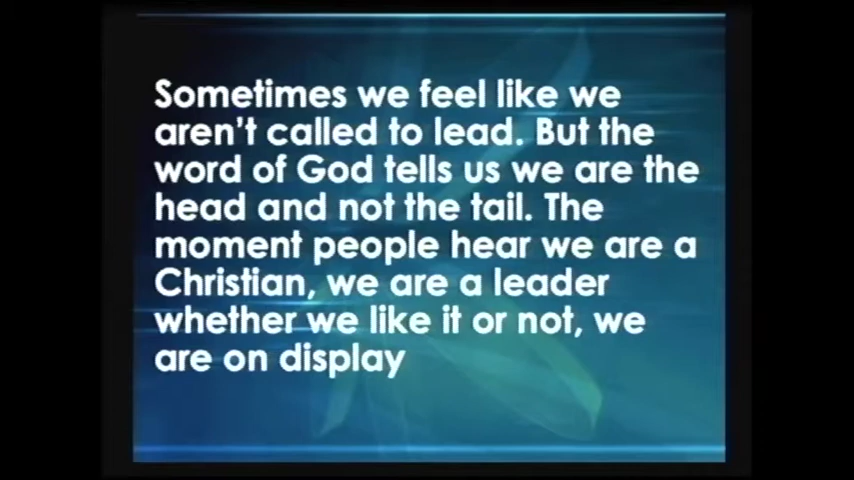 Sometimes we feel like we
aren't called to lead. But the
word of God tells us we are the
head and not the tail. The
moment people hear we are a
Christian, we are a leader
whether we like it or not, we
are on display